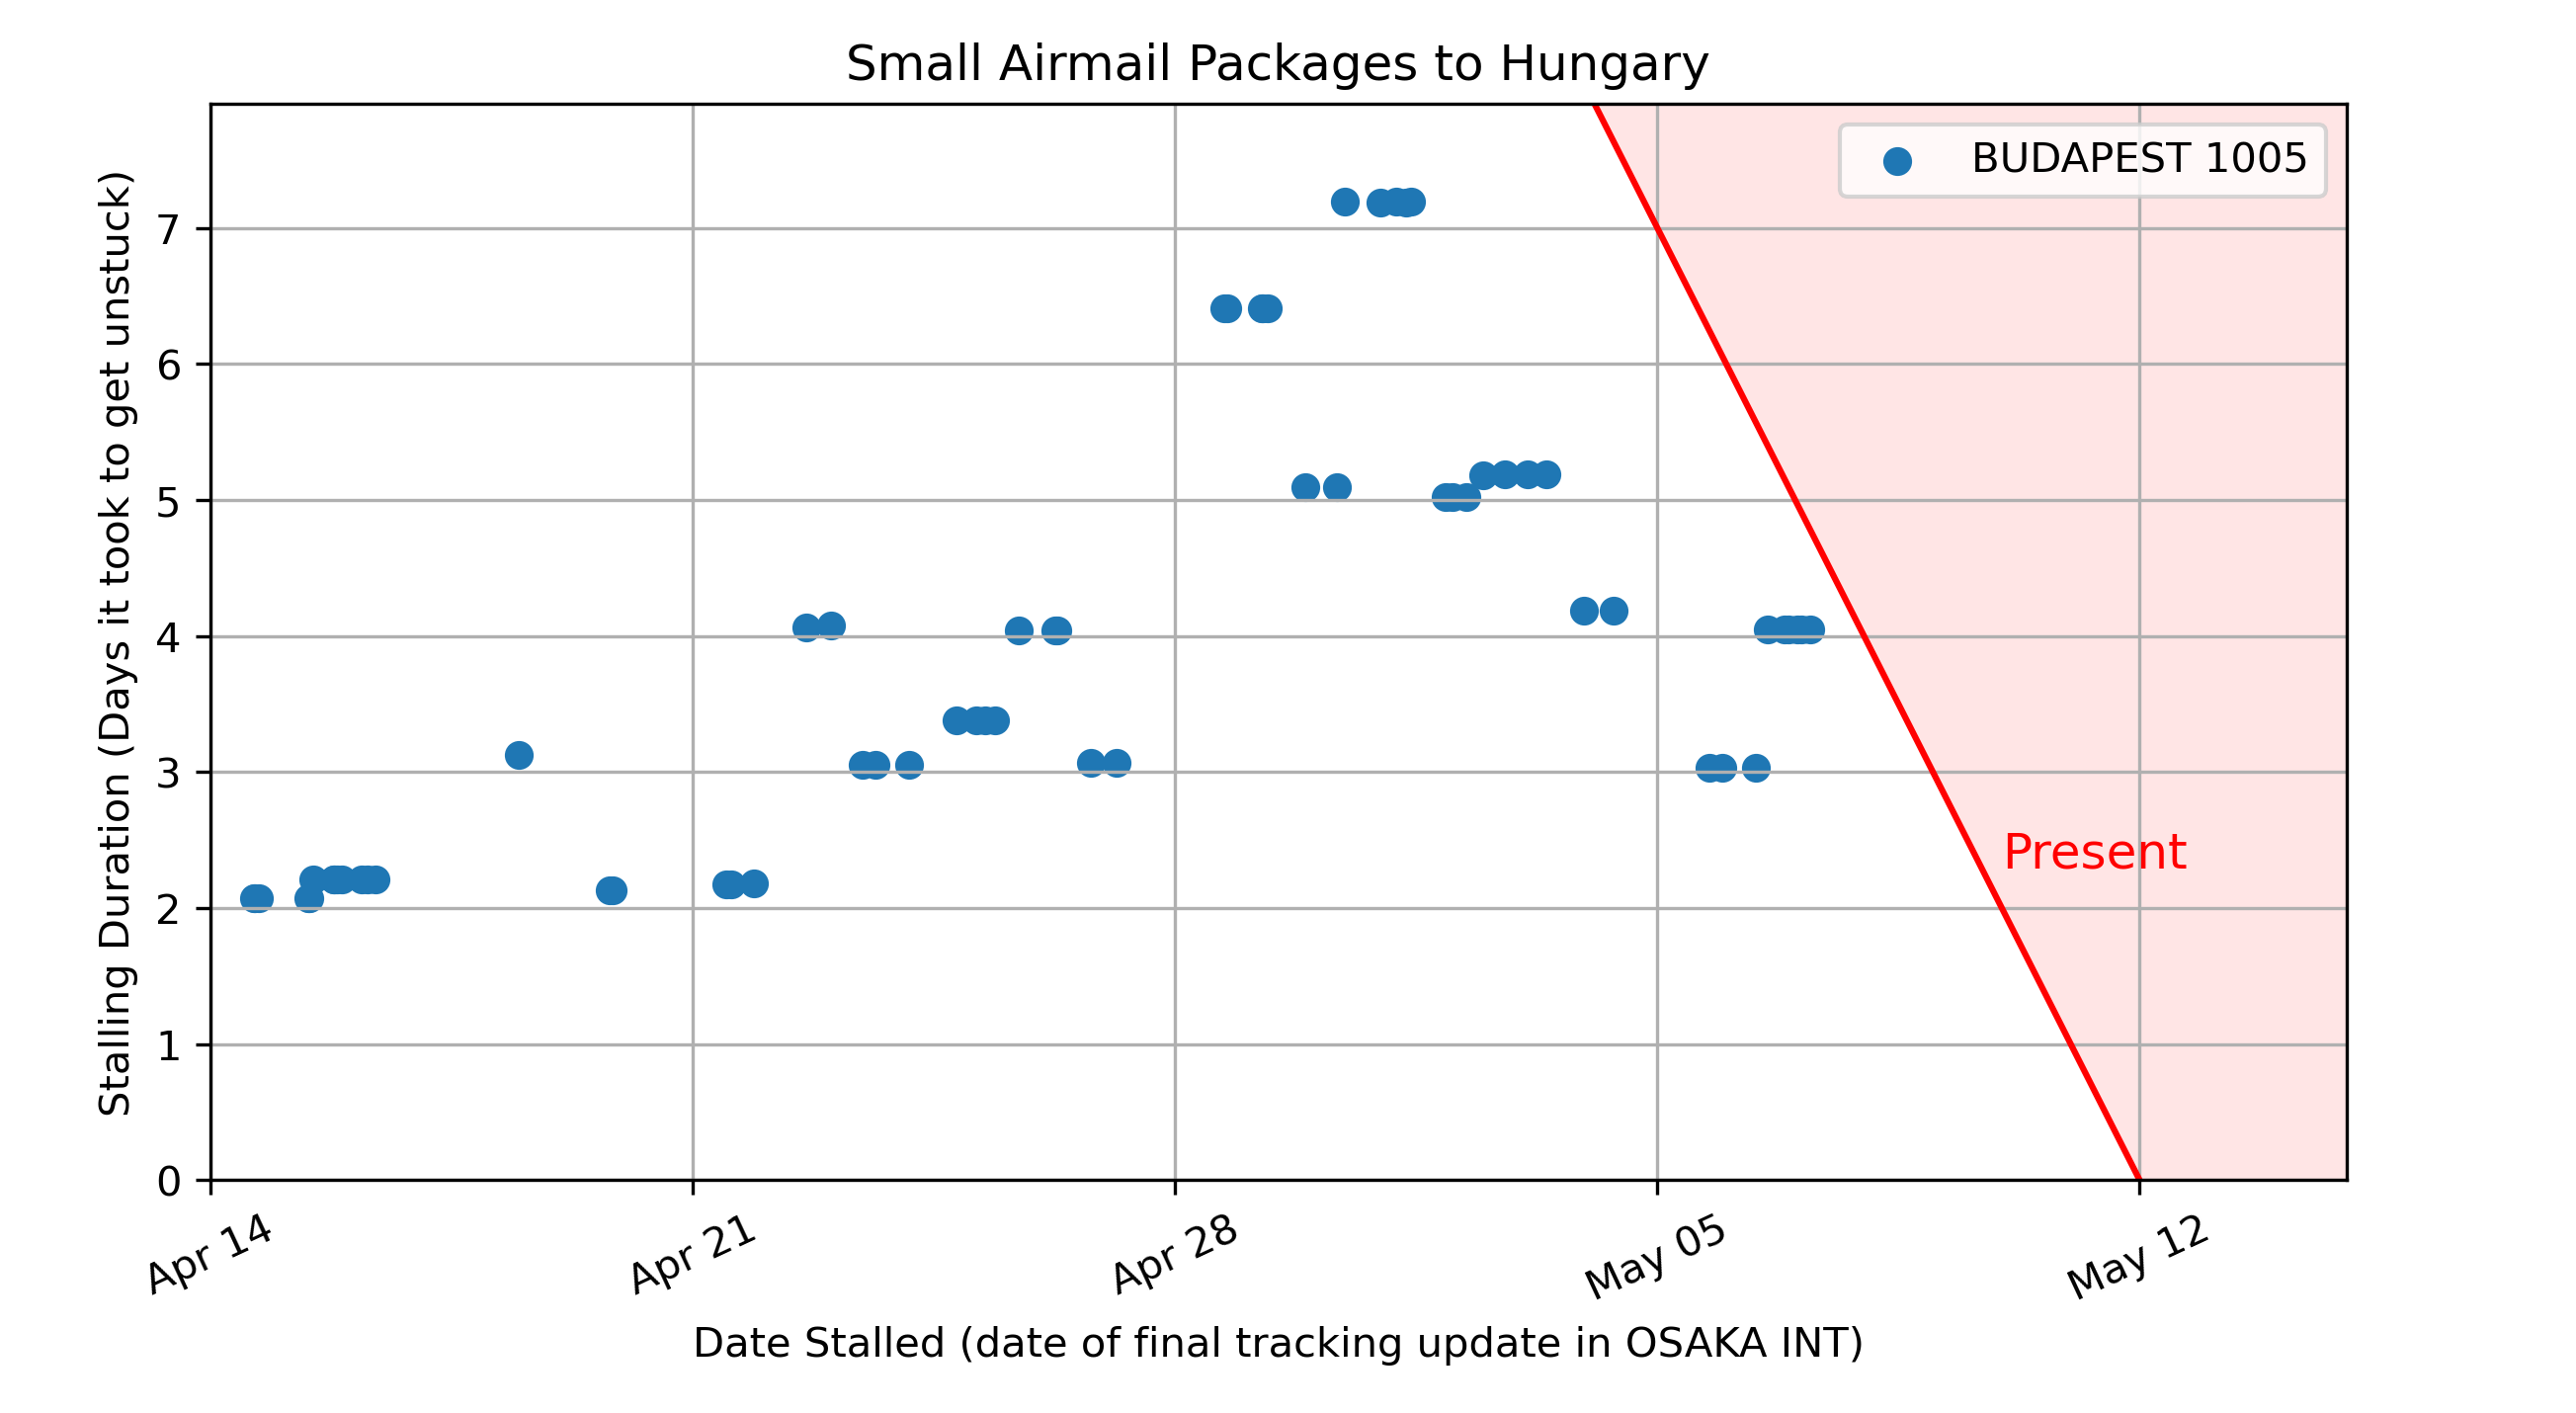 Small Airmail Packages to Hungary
BUDAPEST 1005
Stalling Duration (Days it took to get unstuck)
7
6
5
4
3
2
1
0
Present
Apr 14
Apr 21
Apr 28
May 05
May 12
Date Stalled (date of final tracking update in OSAKA INT)